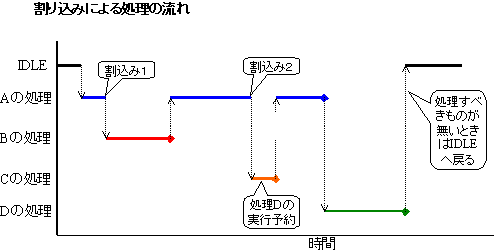 割り込みによる処理の流れ
IDLE
割込み1
割込み2
Aの処理
処理すべ
きものが
無いとき
はIDLE
へ戻る
Bの処理
Cの処理
処理Dの
実行予約
Dの処理
時間